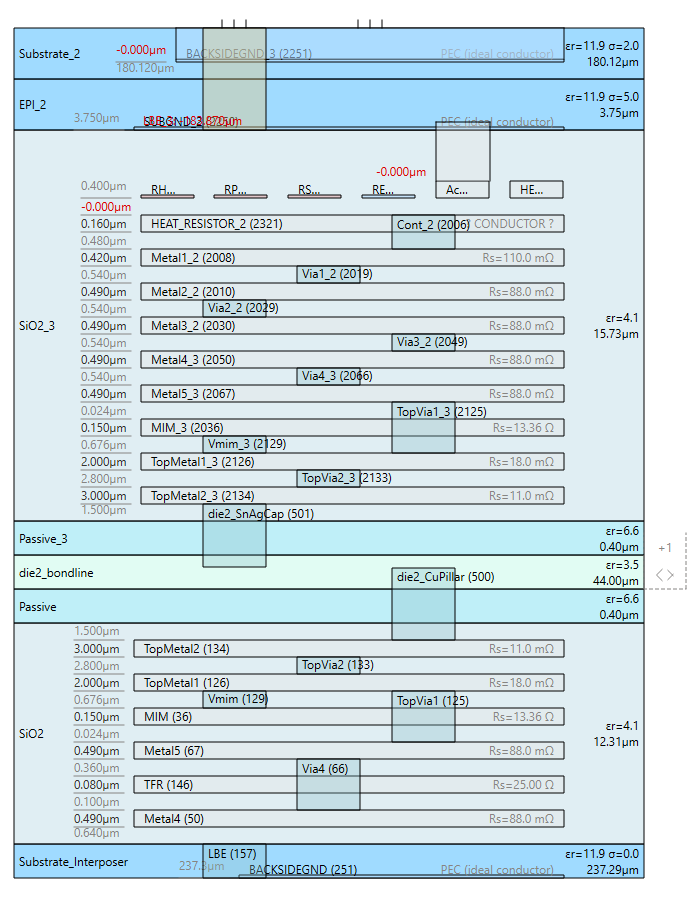 Substrate_2 -0.000µm BACKSIDEGND_3 (2251) PEC (ideal conductor) εr=11.9 σ=2.0
180.120µm 180.12µm
EPI_2 εr=11.9 σ=5.0
3.75µm
3.750µm PEC (ideal conductor)
-0.000µm
0.400µm RH... RP... RS... RE... Ac... HE...
-0.000µm
0.160µm HEAT_RESISTOR_2 (2321) Cont_2 (2006) ? CONDUCTOR ?
0.480µm
0.420µm Metal1_2 (2008) Rs=110.0 mΩ
0.540µm Via1_2 (2019)
0.490µm Metal2_2 (2010) Rs=88.0 mΩ
0.540µm Via2_2 (2029)
SiO2_3 0.490µm Metal3_2 (2030) Rs=88.0 mΩ εr=4.1
15.73µm
0.540µm Via3_2 (2049)
0.490µm Metal4_3 (2050) Rs=88.0 mΩ
0.540µm Via4_3 (2066)
0.490µm Metal5_3 (2067) Rs=88.0 mΩ
0.024µm TopVia1_3 (2125)
0.150µm MIM_3 (2036) Rs=13.36 Ω
0.676µm Vmim_3 (2129)
2.000µm TopMetal1_3 (2126) Rs=18.0 mΩ
2.800µm TopVia2_3 (2133)
3.000µm TopMetal2_3 (2134) Rs=11.0 mΩ
1.500µm die2_SnAgCap (501)
Passive_3 εr=6.6
0.40µm
+1
die2_bondline die2_CuPillar (500) εr=3.5
44.00µm
<>
Passive εr=6.6
0.40µm
1.500µm
3.000µm TopMetal2 (134) Rs=11.0 mΩ
2.800µm TopVia2 (133)
2.000µm TopMetal1 (126) Rs=18.0 mΩ
0.676µm Vmim (129) TopVia1 (125)
0.150µm MIM (36) Rs=13.36 Ω
SiO2 0.024µm εr=4.1
12.31µm
0.490µm Metal5 (67) Rs=88.0 mΩ
0.360µm Via4 (66)
0.080µm TFR (146) Rs=25.00 Ω
0.100µm
0.490µm Metal4 (50) Rs=88.0 mΩ
0.640µm
Substrate_Interposer LBE (157) εr=11.9 σ=0.0
BACKSIDEGND (251) PEC (ideal conductor) 237.29µm